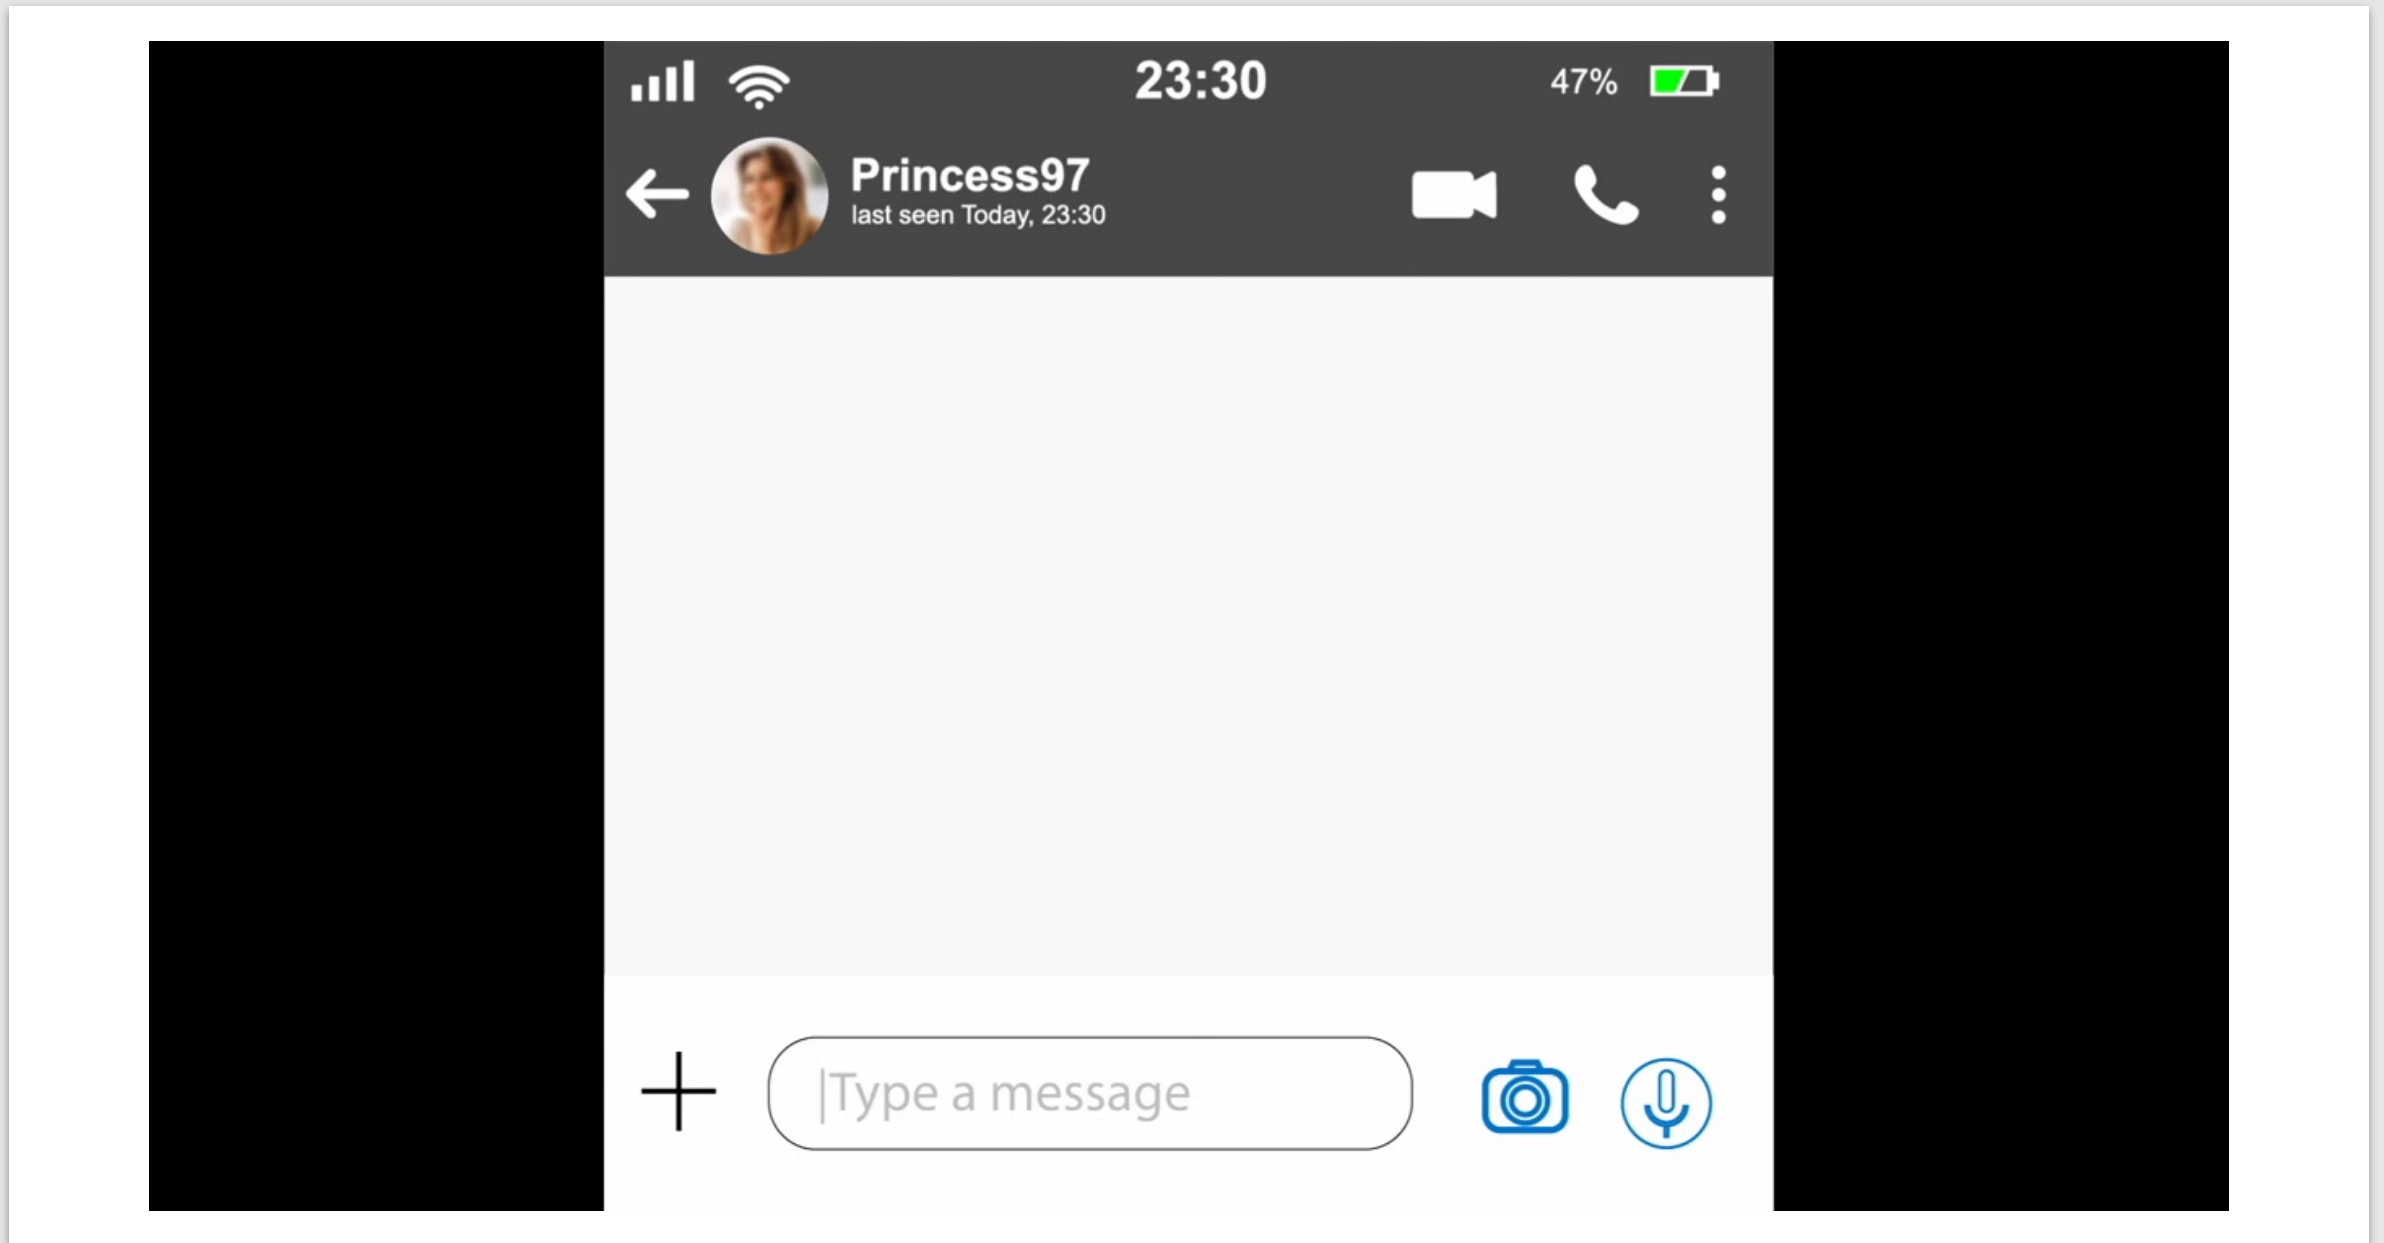 23:30
47%
Princess97
last seen Today, 23:30
Type a message